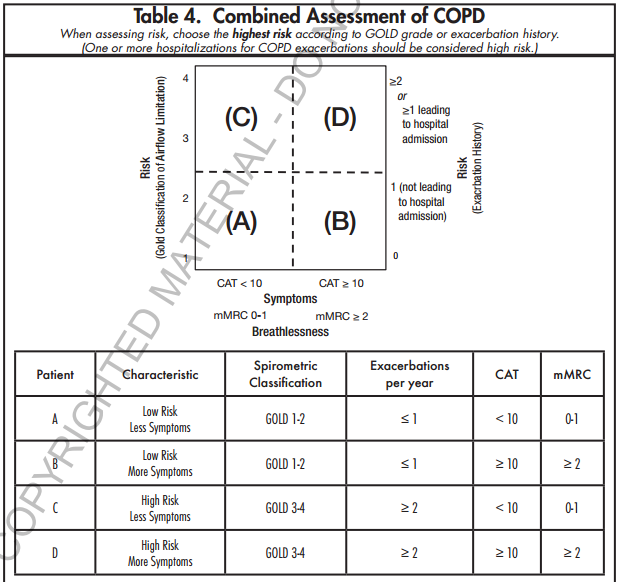 Table 4. Combined Assessment of COPD
When assessing risk, choose the highest risk according to GOLD grade or exacerbation history.
(One or more hospitalizations for COPD exacerbations should be considered high risk.)
Risk
(Gold Classification of Airflow Limitation)
4
3
2
1
(C)
(D)
(A)
(B)
≥2
or
≥1 leading
to hospital
admission
1 (not leading
to hospital
admission)
0
Risk
(Exacrbation History)
CAT < 10
CAT ≥ 10
Symptoms
mMRC 0-1
mMRC ≥ 2
Breathlessness
Patient
Characteristic
Spirometric
Classification
Exacerbations
per year
CAT
mMRC
A
Low Risk
Less Symptoms
GOLD 1-2
≤ 1
< 10
0-1
B
Low Risk
More Symptoms
GOLD 1-2
≤ 1
≥ 10
≥ 2
C
High Risk
Less Symptoms
GOLD 3-4
≥ 2
< 10
0-1
D
High Risk
More Symptoms
GOLD 3-4
≥ 2
≥ 10
≥ 2
COPYRIGHTED MATERIAL - DO NO